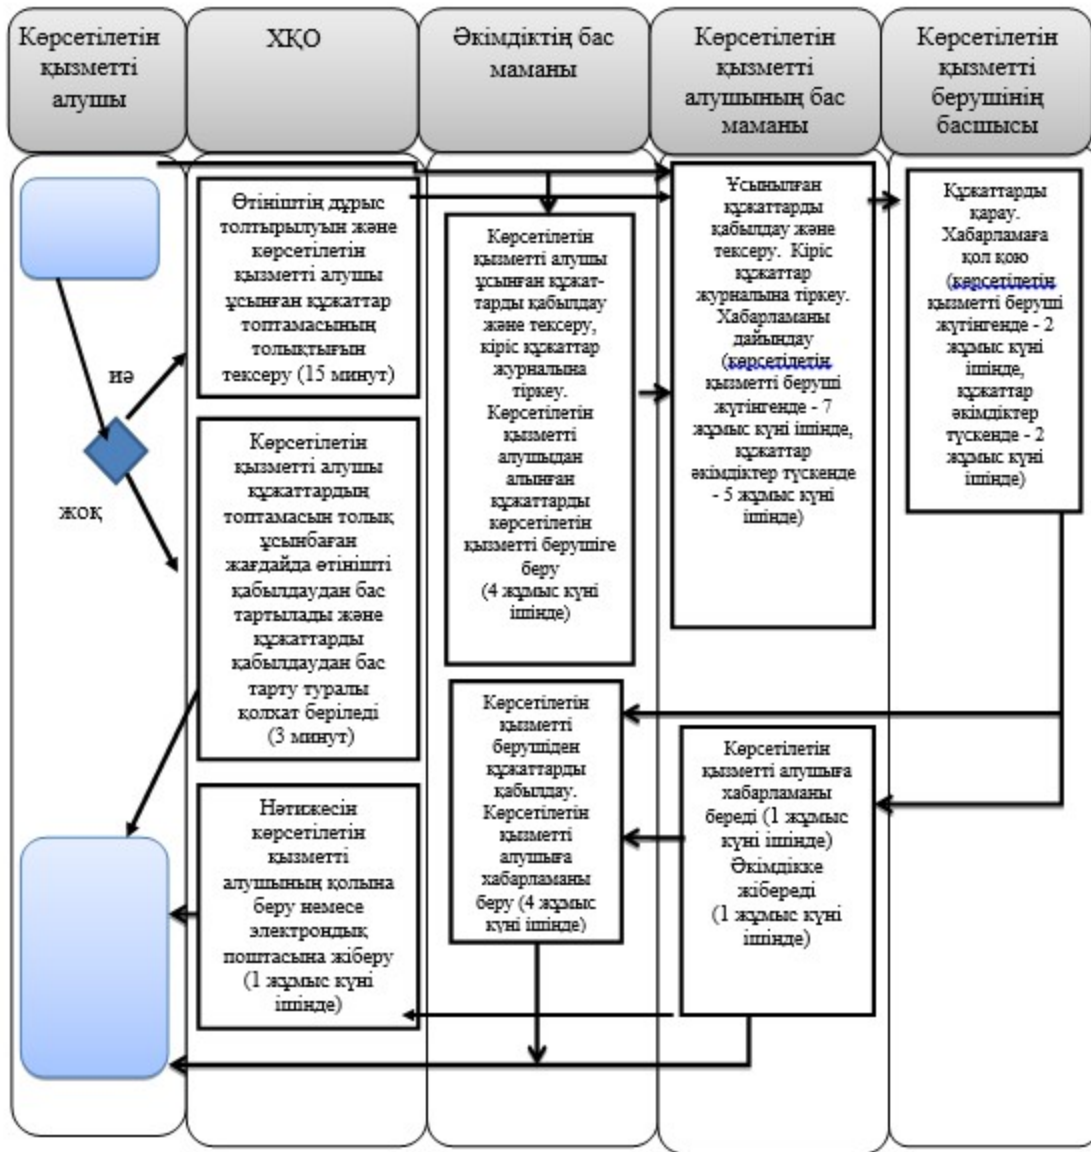 Көрсетілетін
қызметті
алушы
ХҚО
Әкімдіктің бас
маманы
Көрсетілетін
қызметті
алушының бас
маманы
Көрсетілетін
қызметті
берушінің
басшысы
иә
жоқ
Өтініштің дұрыс
толтырылуын және
көрсетілетін
қызметті алушы
ұсынған құжаттар
топтамасының
толықтығын
тексеру (15 минут)
Көрсетілетін
қызметті алушы
құжаттардың
топтамасын толық
ұсынбаған
жағдайда өтінішті
қабылдаудан бас
тартылады және
құжаттарды
қабылдаудан бас
тарту туралы
қолхат беріледі
(3 минут)
Нәтижесін
көрсетілетін
қызметті
алушының қолына
беру немесе
электрондық
поштасына жіберу
(1 жұмыс күні
ішінде)
Көрсетілетін
қызметті алушы
ұсынған құжат-
тарды қабылдау
және тексеру,
кіріс құжаттар
журналына
тіркеу.
Көрсетілетін
қызметті
алушыдан
алынған
құжаттарды
көрсетілетін
қызметті берушіге
беру
(4 жұмыс күні
ішінде)
Көрсетілетін
қызметті
берушіден
құжаттарды
қабылдау.
Көрсетілетін
қызметті
алушыға
хабарламаны
беру (4 жұмыс
күні ішінде)
Ұсынылған
құжаттарды
қабылдау және
тексеру. Кіріс
құжаттар
журналына тіркеу.
Хабарламаны
дайындау
(көрсетілетін
қызметті беруші
жүгінгенде - 7
жұмыс күні ішінде,
құжаттар
әкімдіктер түскенде
- 5 жұмыс күні
ішінде)
Көрсетілетін
қызметті алушыға
хабарламаны
береді (1 жұмыс
күні ішінде)
Әкімдікке
жібереді
(1 жұмыс күні
ішінде)
Құжаттарды
қарау.
Хабарламаға
қол қою
(көрсетілетін
қызметті беруші
жүгінгенде - 2
жұмыс күні
ішінде,
құжаттар
әкімдіктер
түскенде - 2
жұмыс күні
ішінде)